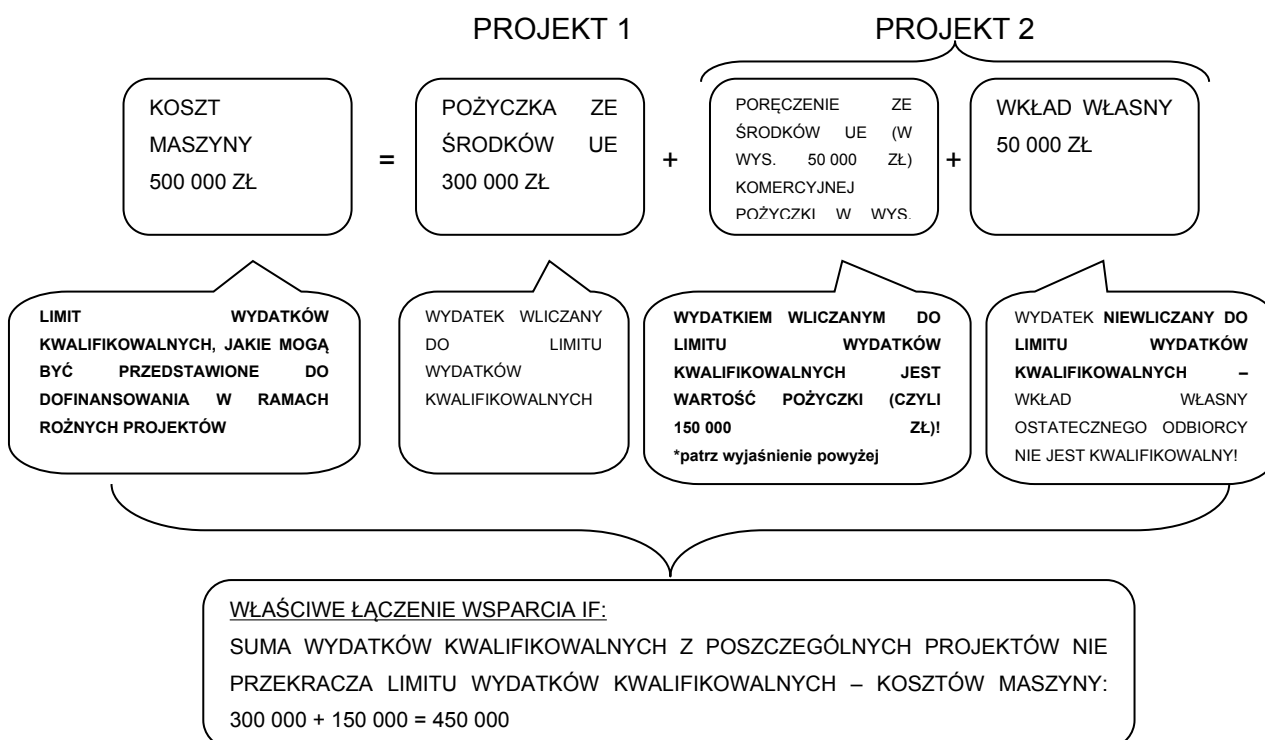 PROJEKT 1
PROJEKT 2
KOSZT
MASZYNY
500 000 ZŁ
=
POŻYCZKA ZE
ŚRODKÓW UE
300 000 ZŁ
+
PORĘCZENIE ZE
ŚRODKÓW UE (W
WYS. 50 000 ZŁ)
KOMERCYJNEJ
POŻYCZKI W WYS.
+
WKŁAD WŁASNY
50 000 ZŁ
LIMIT WYDATKÓW
KWALIFIKOWALNYCH, JAKIE MOGĄ
BYĆ PRZEDSTAWIONE DO
DOFINANSOWANIA W RAMACH
ROŻNYCH PROJEKTÓW
WYDATEK WLICZANY
DO LIMITU
WYDATKÓW
KWALIFIKOWALNYCH
WYDATKIEM WLICZANYM DO
LIMITU WYDATKÓW
KWALIFIKOWALNYCH JEST
WARTOŚĆ POŻYCZKI (CZYLI
150 000 ZŁ)!
*patrz wyjaśnienie powyżej
WYDATEK NIEWLICZANY DO
LIMITU WYDATKÓW
KWALIFIKOWALNYCH –
WKŁAD WŁASNY
OSTATECZNEGO ODBIORCY
NIE JEST KWALIFIKOWALNY!
WŁAŚCIWE ŁĄCZENIE WSPARCIA IF:
SUMA WYDATKÓW KWALIFIKOWALNYCH Z POSZCZEGÓLNYCH PROJEKTÓW NIE
PRZEKRACZA LIMITU WYDATKÓW KWALIFIKOWALNYCH – KOSZTÓW MASZYNY:
300 000 + 150 000 = 450 000